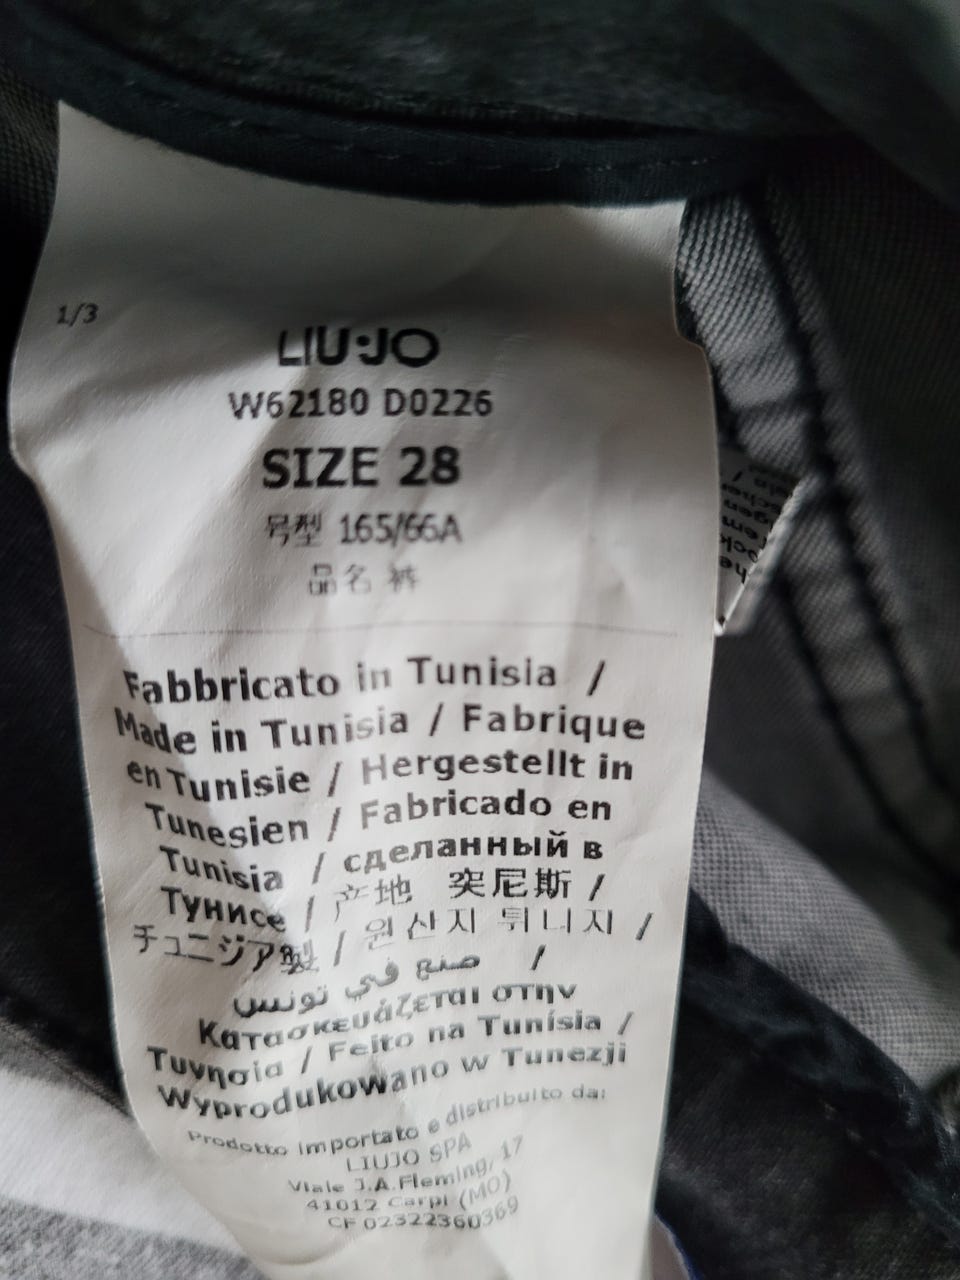 1/3
LIU·JO
W62180 D0226
SIZE 28
号型 165/66A
品名 裤
Fabbricato in Tunisia /
Made in Tunisia / Fabrique
en Tunisie / Hergestellt in
Tunesien / Fabricado en
Tunisia / сделанный в
Тунисе / 产地 突尼斯 /
チュニジア製 / 원산지 튀니지 /
صنع في تونس /
Κατασκευάζεται στην
Τυνησία / Feito na Tunísia /
Wyprodukowano w Tunezji
Prodotto importato e distribuito da:
LIUJO SPA
Viale J.A.Fleming, 17
41012 Carpi (MO)
CF 02322360369